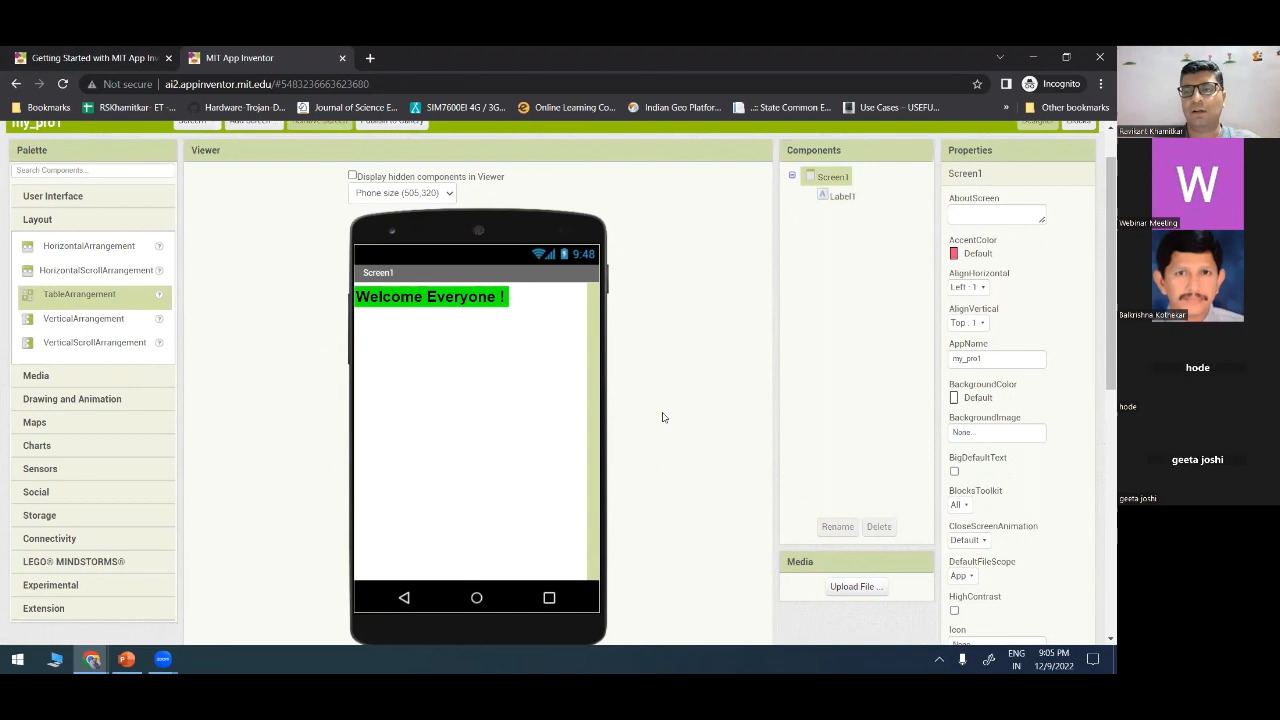 Getting Started with MIT App Inv
MIT App Inventor
Not secure
ai2.appinventor.mit.edu/#5483236663623680
Incognito
Bookmarks
RSKhamitkar- ET -...
Hardware-Trojan-D...
Journal of Science E...
SIM7600EI 4G / 3G...
Online Learning Co...
Indian Geo Platfor...
..:: State Common E...
Use Cases – USEFU...
»
Other bookmarks
my_pro1
Palette
Search Components...
User Interface
Layout
HorizontalArrangement
HorizontalScrollArrangement
TableArrangement
VerticalArrangement
VerticalScrollArrangement
Media
Drawing and Animation
Maps
Charts
Sensors
Social
Storage
Connectivity
LEGO® MINDSTORMS®
Experimental
Extension
Viewer
Display hidden components in Viewer
Phone size (505,320)
9:48
Screen1
Welcome Everyone !
Components
Screen1
Label1
Rename
Delete
Media
Upload File ...
Properties
Screen1
AboutScreen
AccentColor
Default
AlignHorizontal
Left : 1
AlignVertical
Top : 1
AppName
my_pro1
BackgroundColor
Default
BackgroundImage
None...
BigDefaultText
BlocksToolkit
All
CloseScreenAnimation
Default
DefaultFileScope
App
HighContrast
Icon
Ravikant Khamitkar
W
Webinar Meeting
Balkrishna Kothekar
hode
hode
geeta joshi
geeta joshi
ENG
IN
9:05 PM
12/9/2022